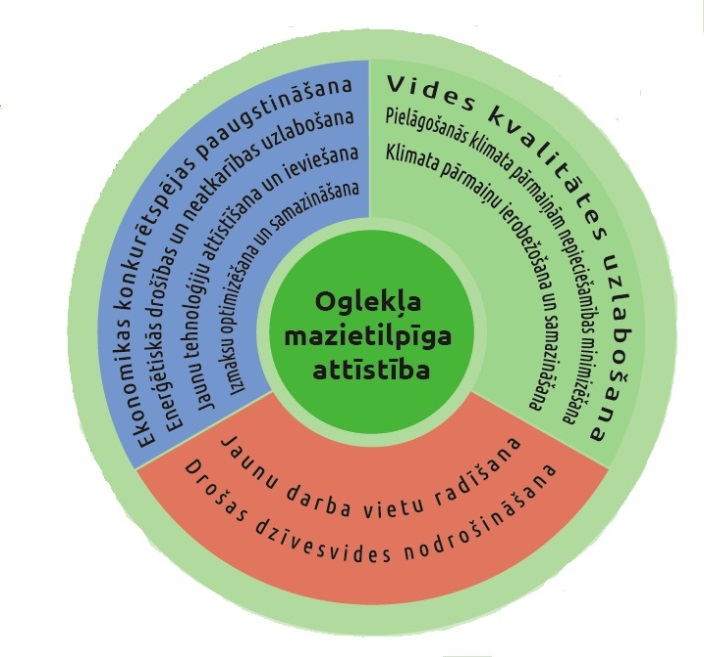 Ekonomikas konkurētspējas paaugstināšana
Enerģētiskās drošības un neatkarības uzlabošana
Jaunu tehnoloģiju attīstīšana un ieviešana
Izmaksu optimizēšana un samazināšana
Vides kvalitātes uzlabošana
Pielāgošanās klimata pārmaiņām nepieciešamības minimizēšana
Klimata pārmaiņu ierobežošana un samazināšana
Oglekļa
mazietilpīga
attīstība
Jaunu darba vietu radīšana
Drošas dzīvesvides nodrošināšana